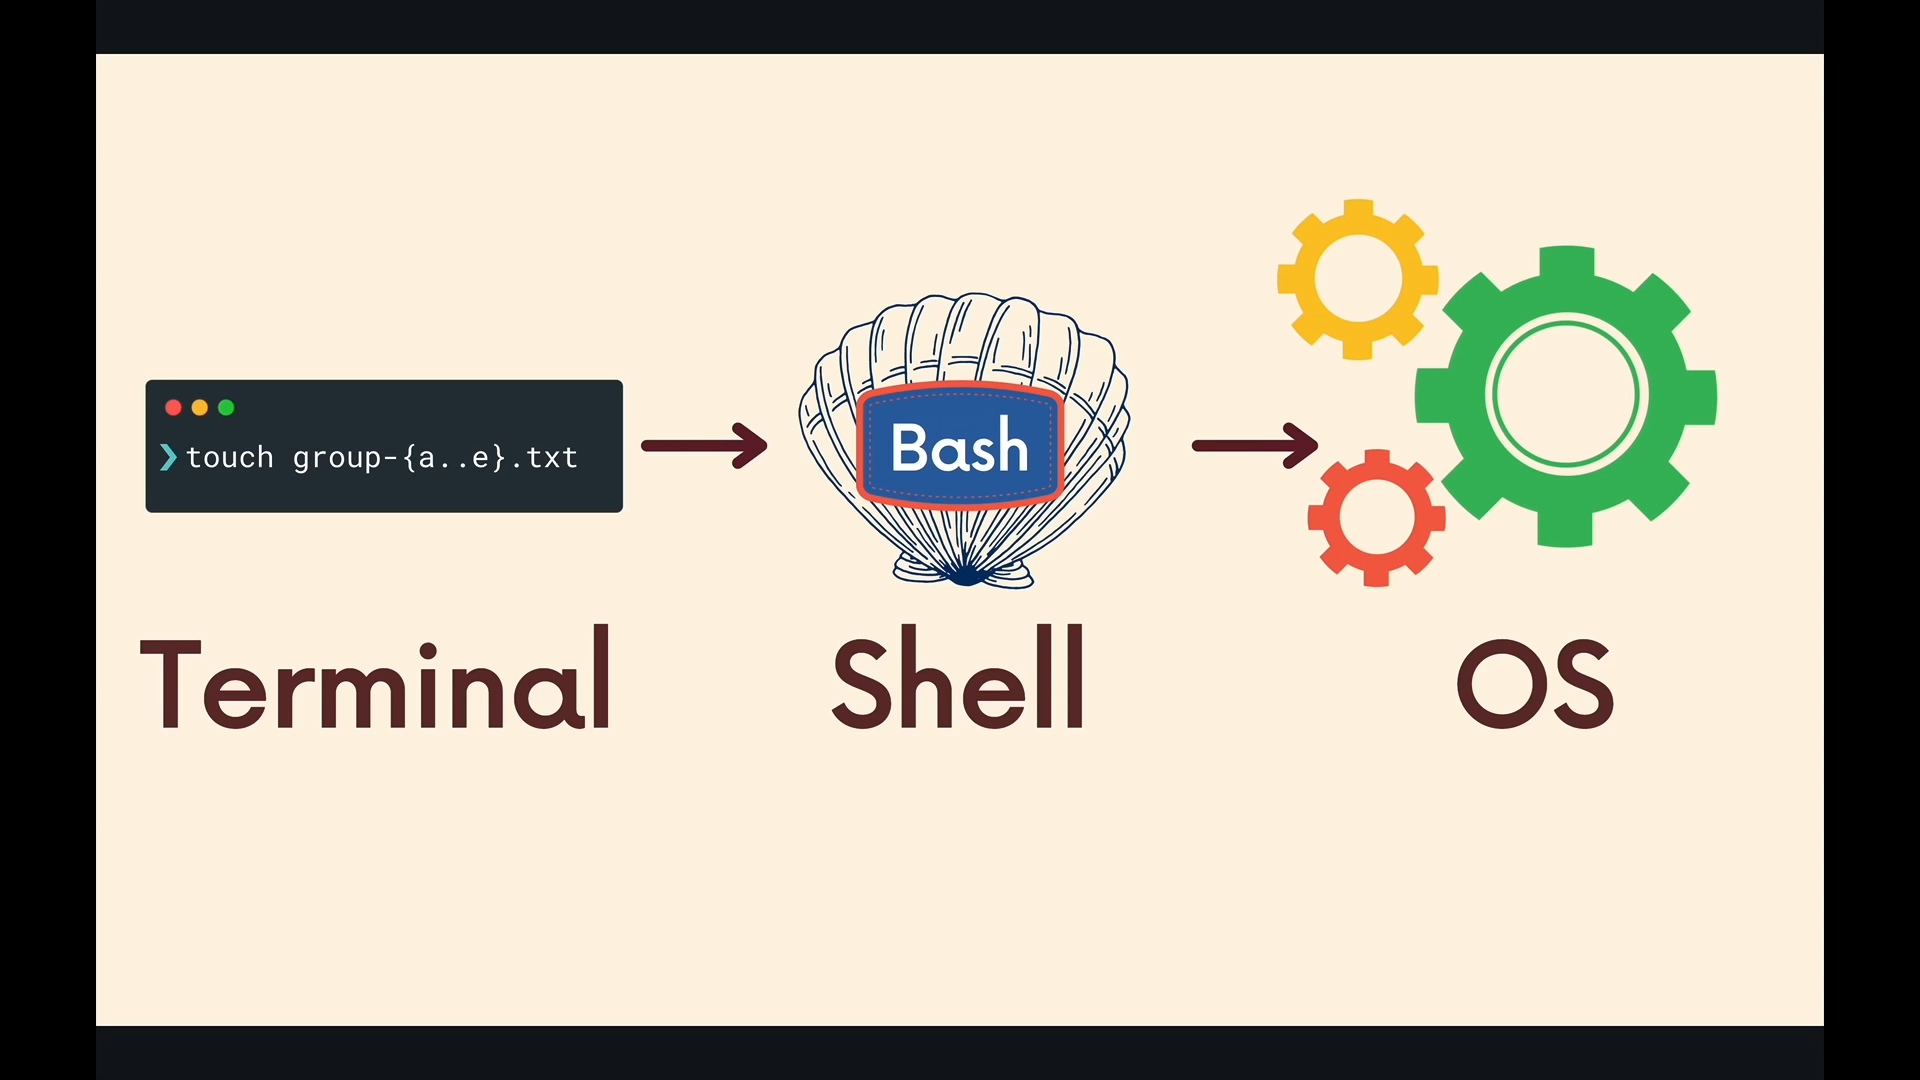 ❯ touch group-{a..e}.txt
Bash
Terminal
Shell
OS